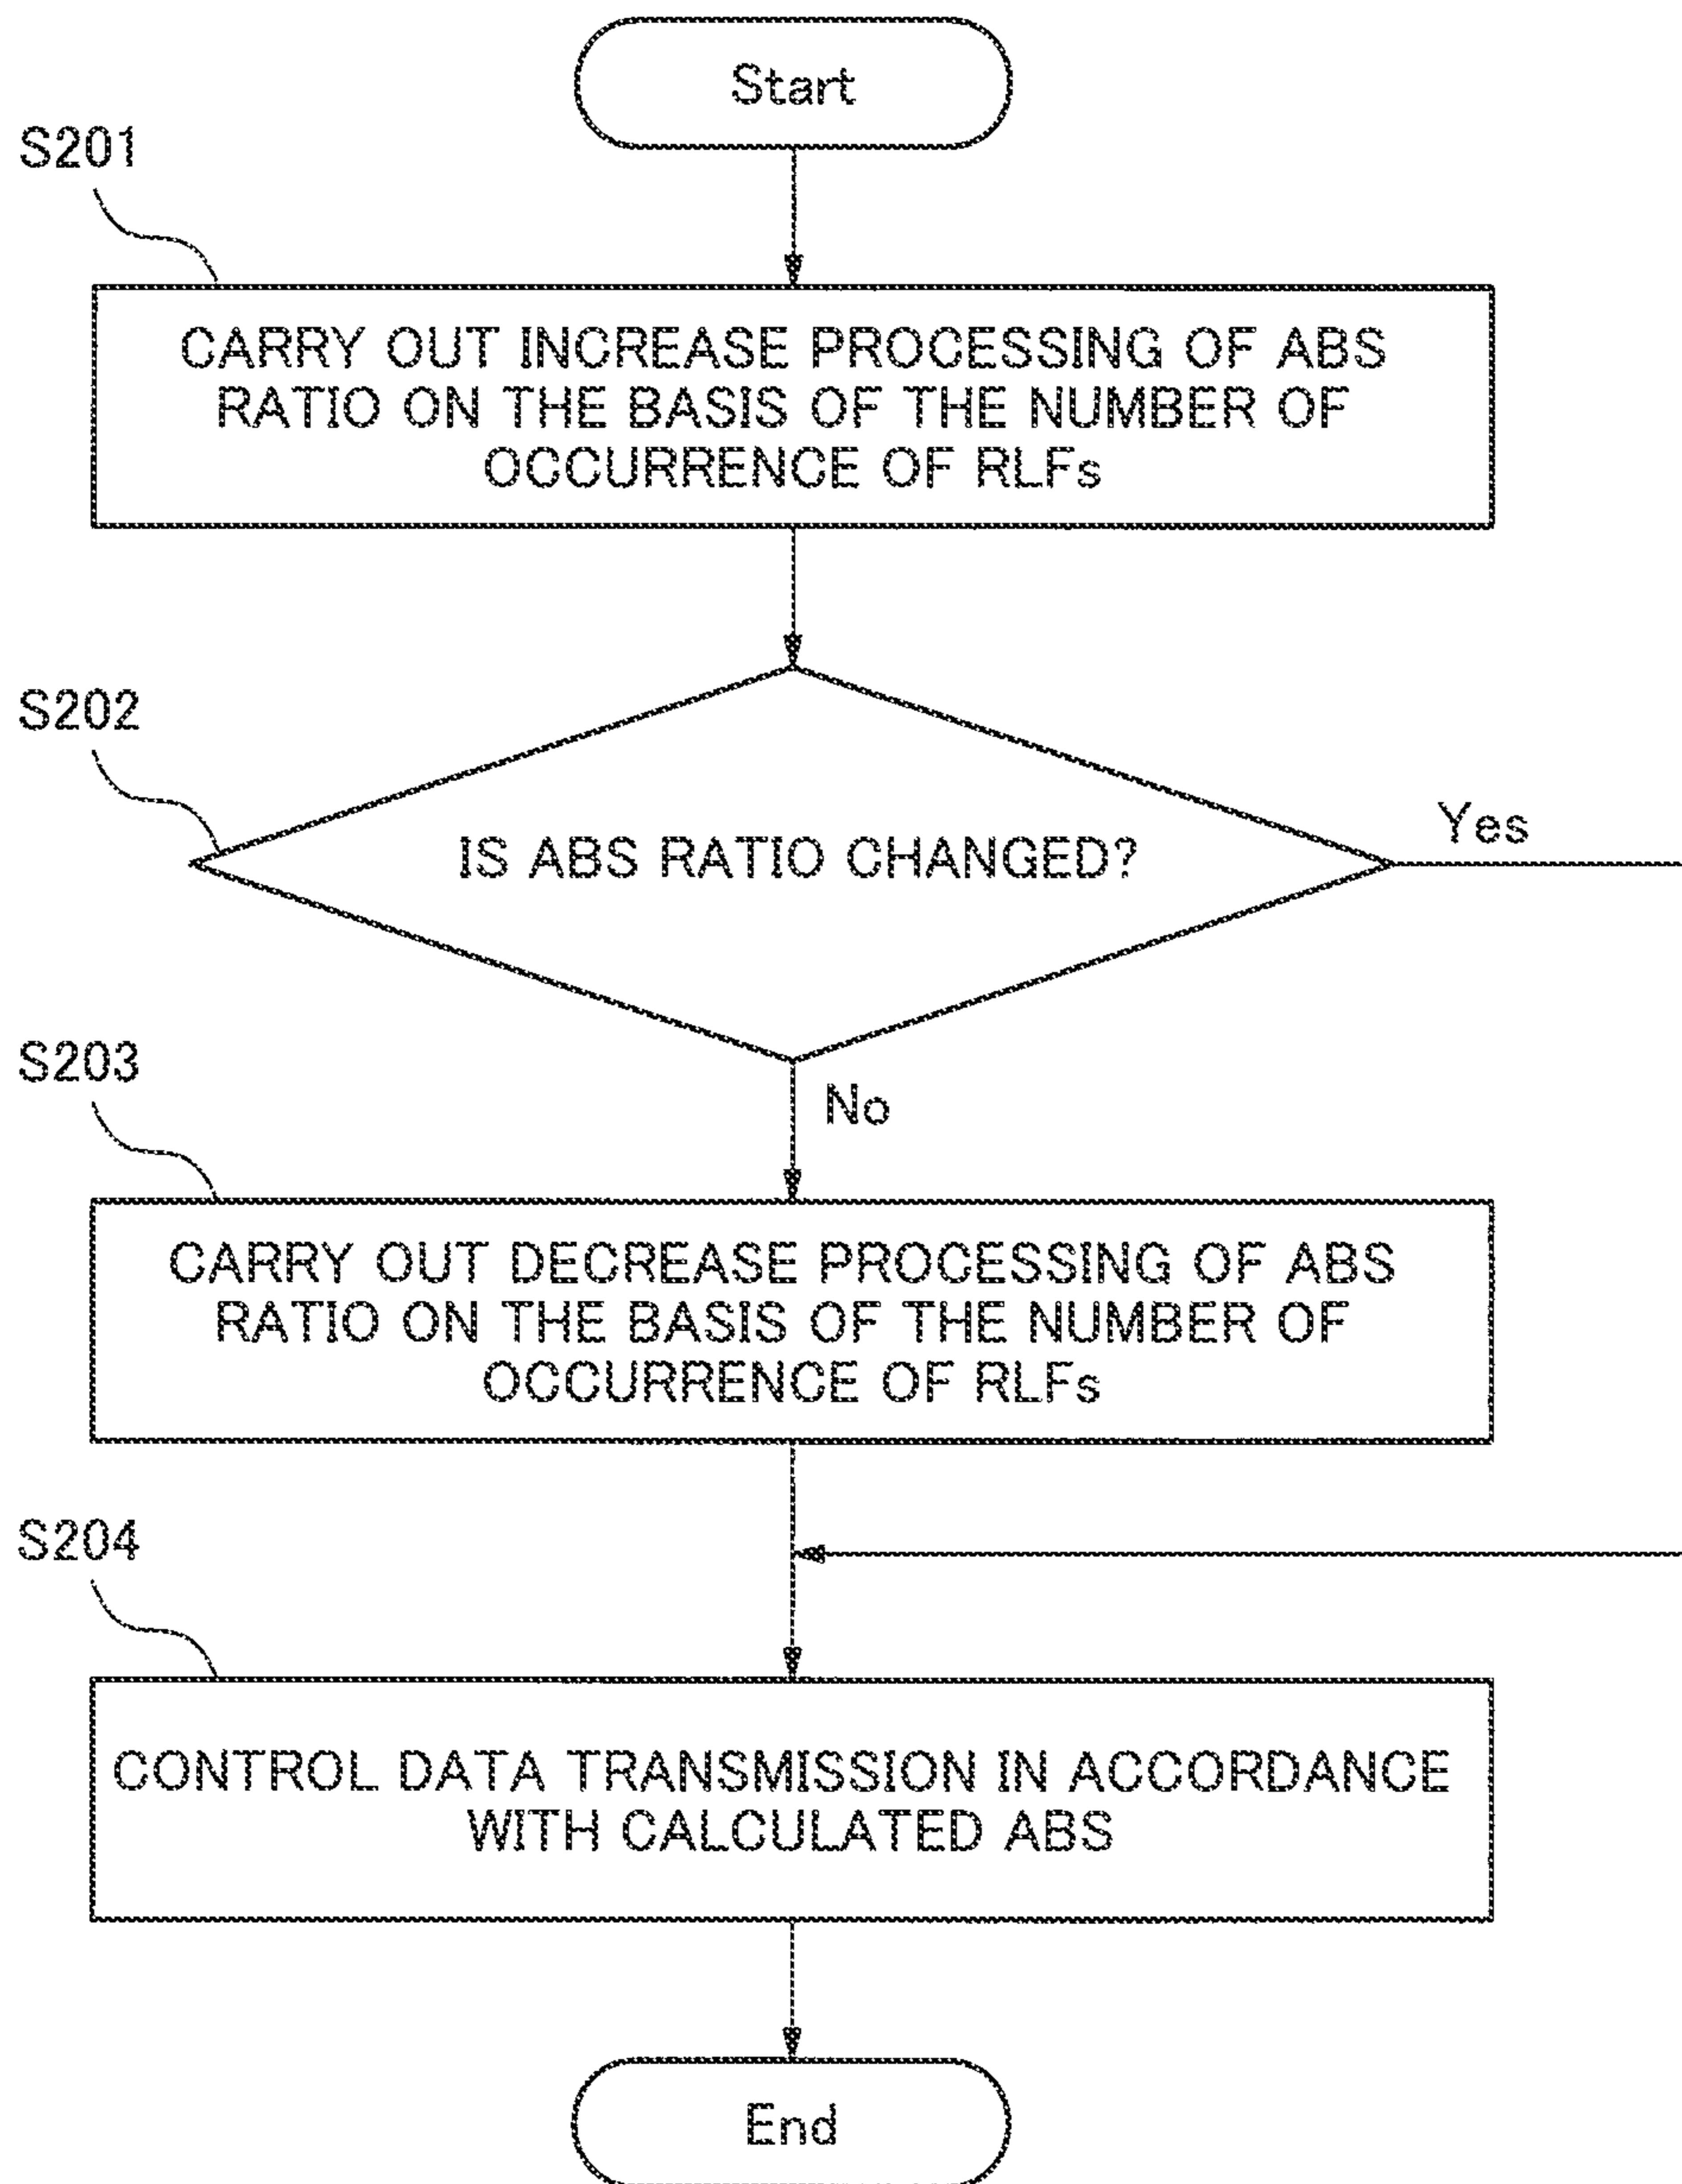 Start
S201
CARRY OUT INCREASE PROCESSING OF ABS
RATIO ON THE BASIS OF THE NUMBER OF
OCCURRENCE OF RLFs
S202
IS ABS RATIO CHANGED?
Yes
No
S203
CARRY OUT DECREASE PROCESSING OF ABS
RATIO ON THE BASIS OF THE NUMBER OF
OCCURRENCE OF RLFs
S204
CONTROL DATA TRANSMISSION IN ACCORDANCE
WITH CALCULATED ABS
End